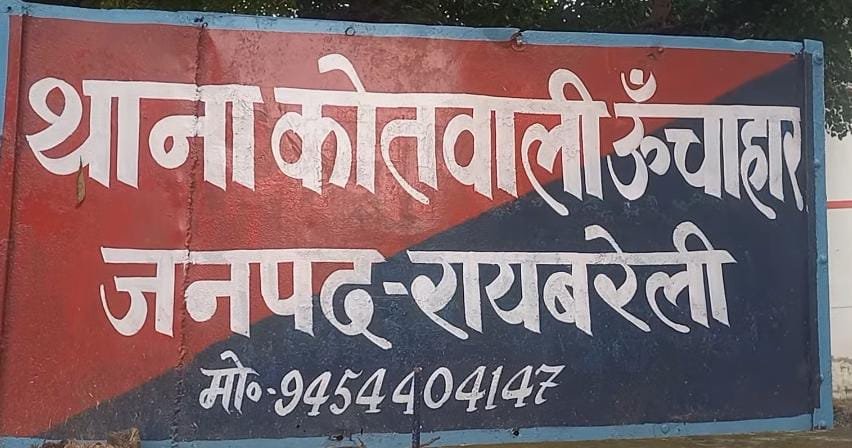 थाना कोतवाली ऊँचाहार
जनपद-रायबरेली
मो०-9454404147